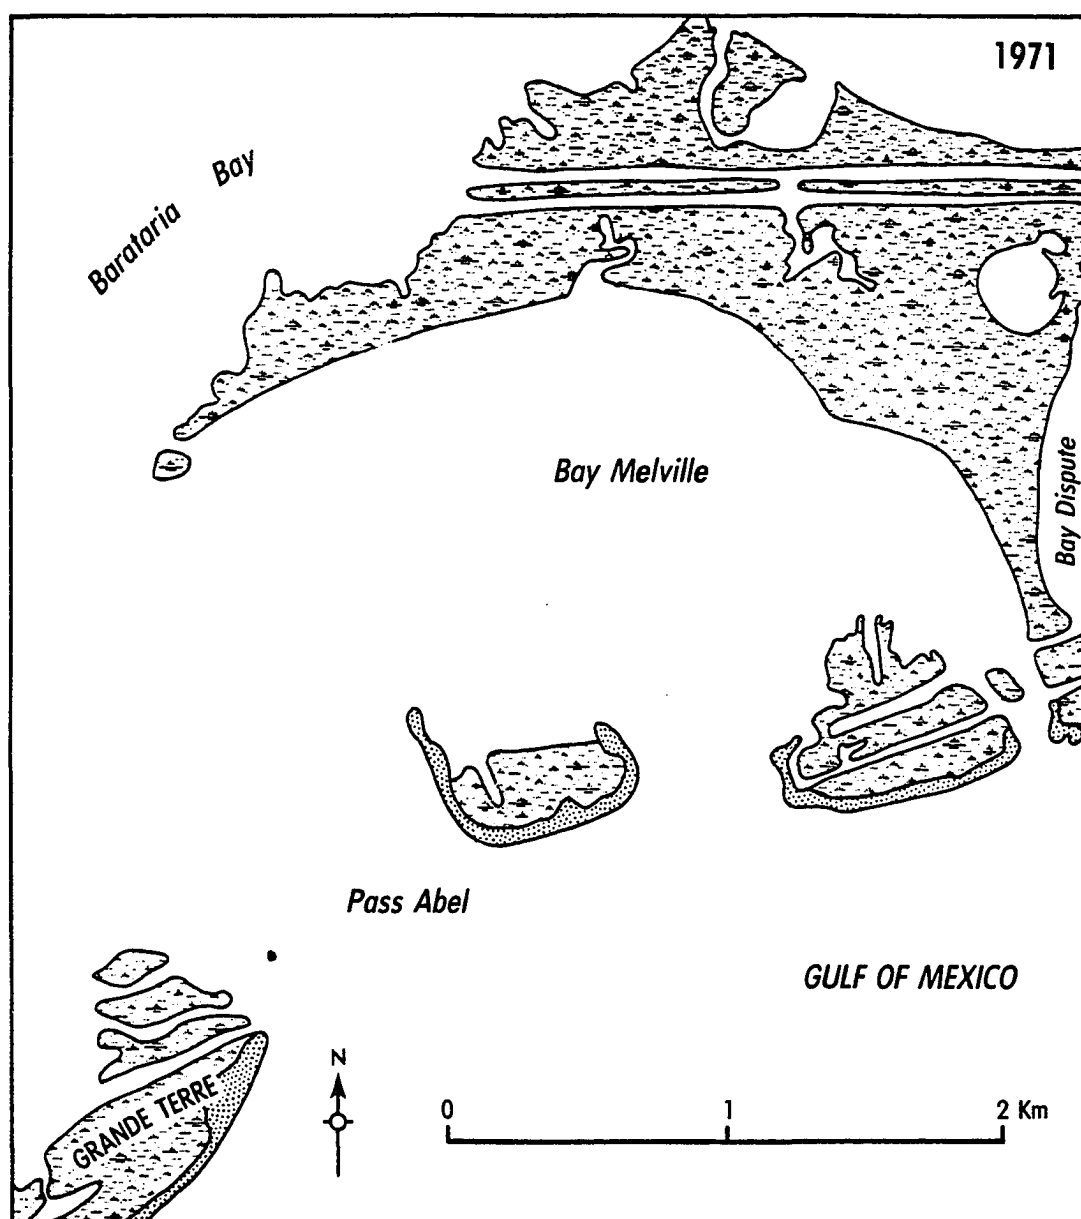 1971
Barataria Bay
Bay Melville
Bay Dispute
Pass Abel
GULF OF MEXICO
GRANDE TERRE
N
0 1 2 Km